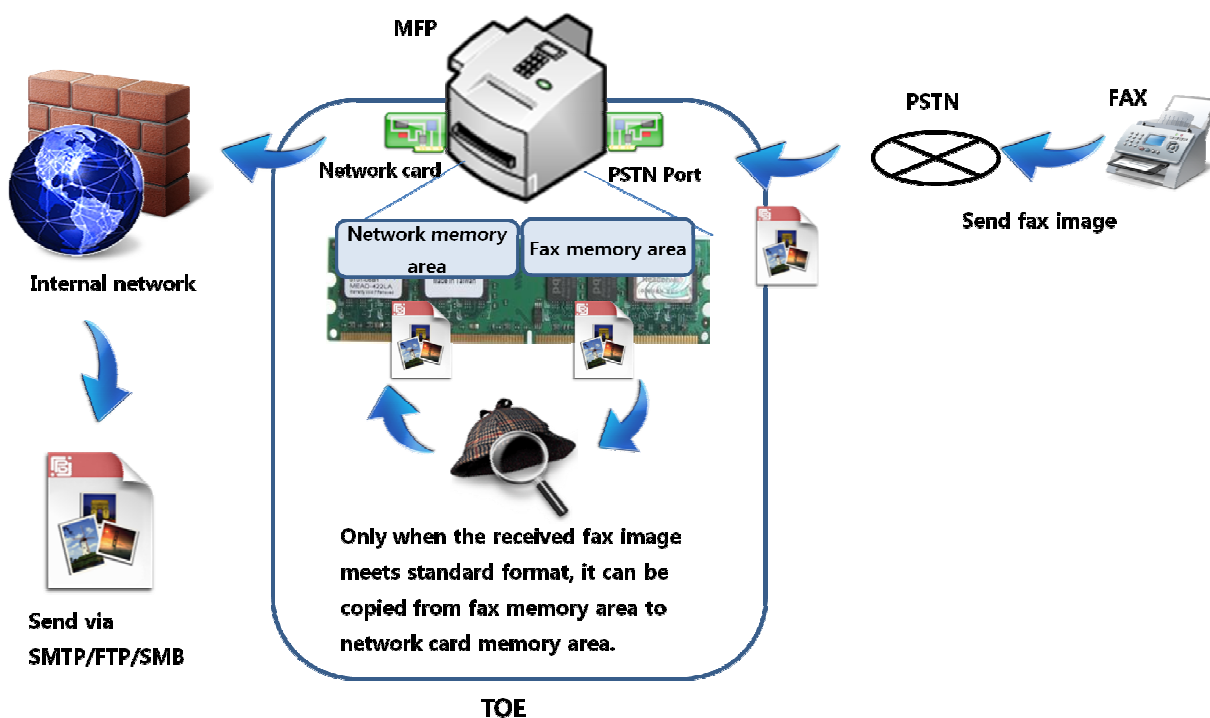 MFP
PSTN
FAX
Network card
PSTN Port
Send fax image
Network memory
area
Fax memory area
Internal network
Only when the received fax image
meets standard format, it can be
copied from fax memory area to
network card memory area.
Send via
SMTP/FTP/SMB
TOE